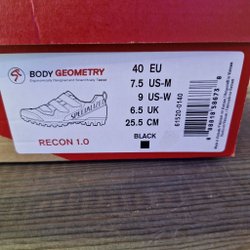 BODY GEOMETRY
Ergonomically Designed and Scientifically Tested
SPECIALIZED
RECON 1.0
40 EU
7.5 US-M
9 US-W
6.5 UK
25.5 CM
BLACK
61520-0140